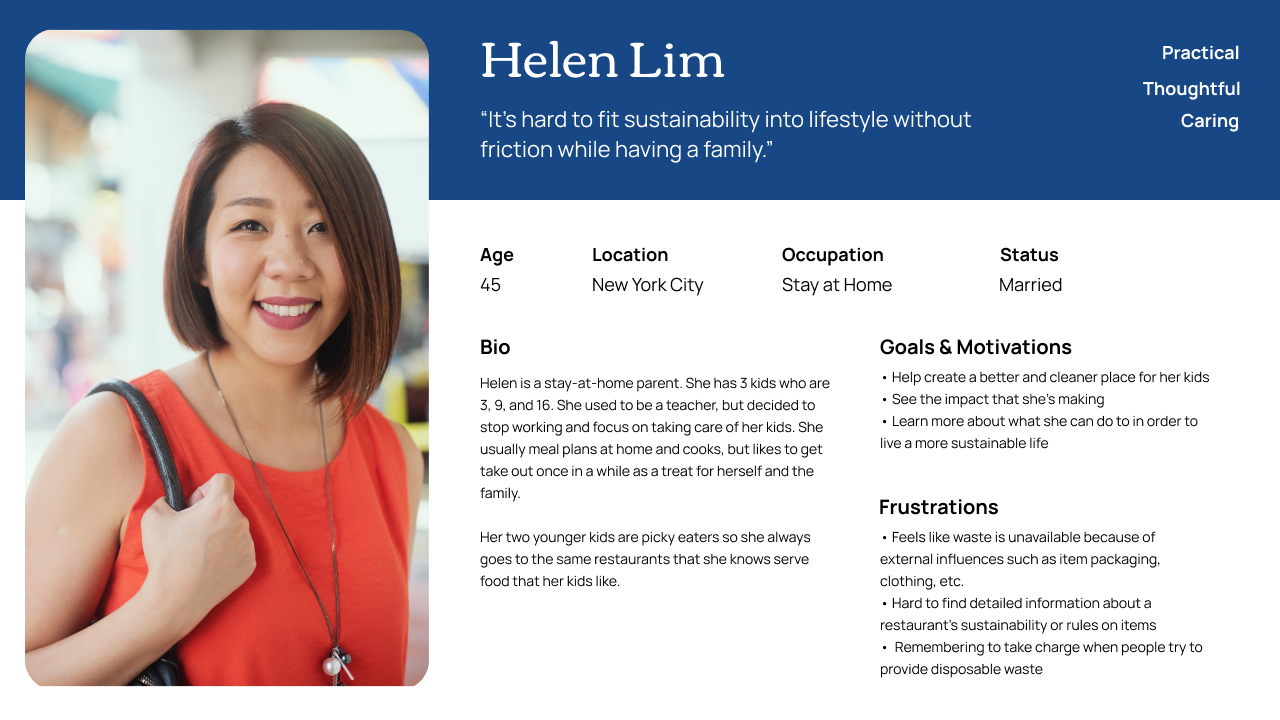 Helen Lim
“It’s hard to fit sustainability into lifestyle without
friction while having a family.”
Practical
Thoughtful
Caring
Age
45
Location
New York City
Occupation
Stay at Home
Status
Married
Bio
Helen is a stay-at-home parent. She has 3 kids who are
3, 9, and 16. She used to be a teacher, but decided to
stop working and focus on taking care of her kids. She
usually meal plans at home and cooks, but likes to get
take out once in a while as a treat for herself and the
family.
Her two younger kids are picky eaters so she always
goes to the same restaurants that she knows serve
food that her kids like.
Goals & Motivations
• Help create a better and cleaner place for her kids
• See the impact that she’s making
• Learn more about what she can do to in order to
live a more sustainable life
Frustrations
• Feels like waste is unavailable because of
external influences such as item packaging,
clothing, etc.
• Hard to find detailed information about a
restaurant’s sustainability or rules on items
• Remembering to take charge when people try to
provide disposable waste